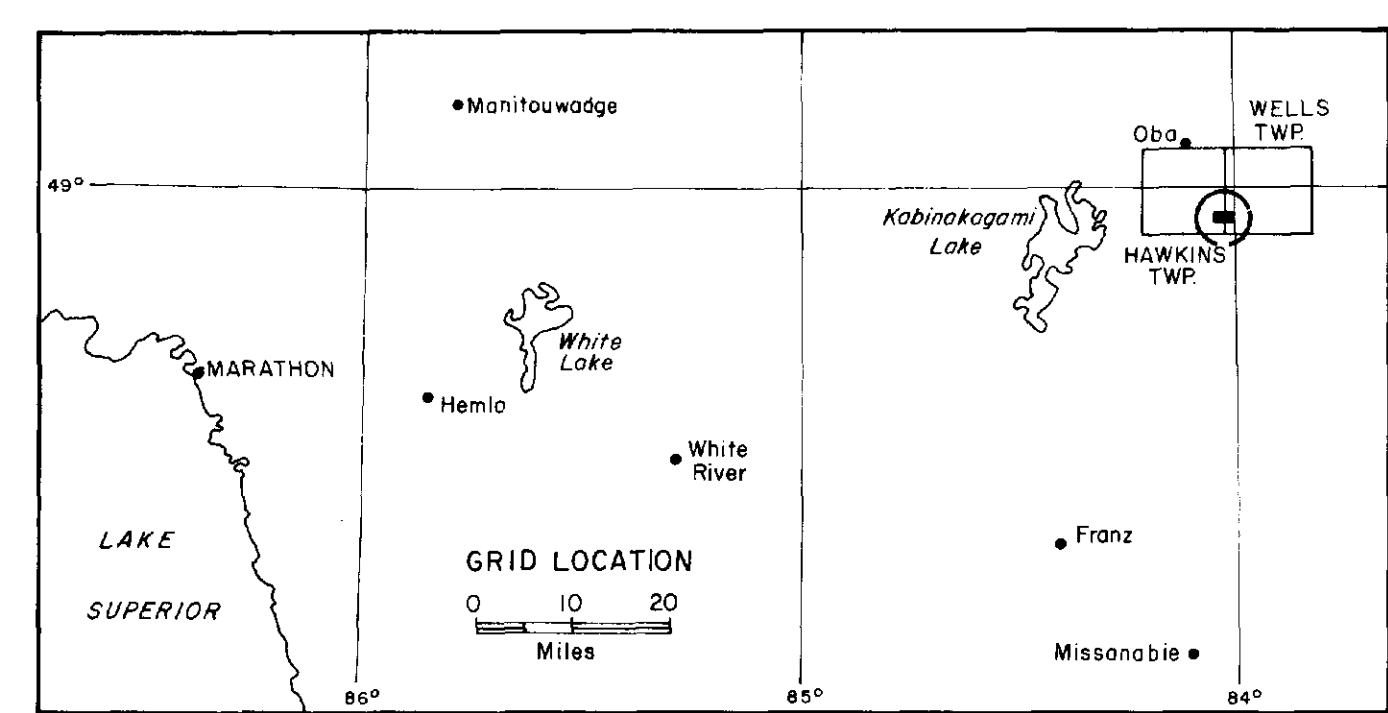 Manitouwadge
WELLS
TWP.
Oba
49°
Kabinakagami
Lake
HAWKINS
TWP.
White
Lake
MARATHON
Hemlo
White
River
LAKE
SUPERIOR
GRID LOCATION
0 10 20
Miles
Franz
Missanabie
86°
85°
84°